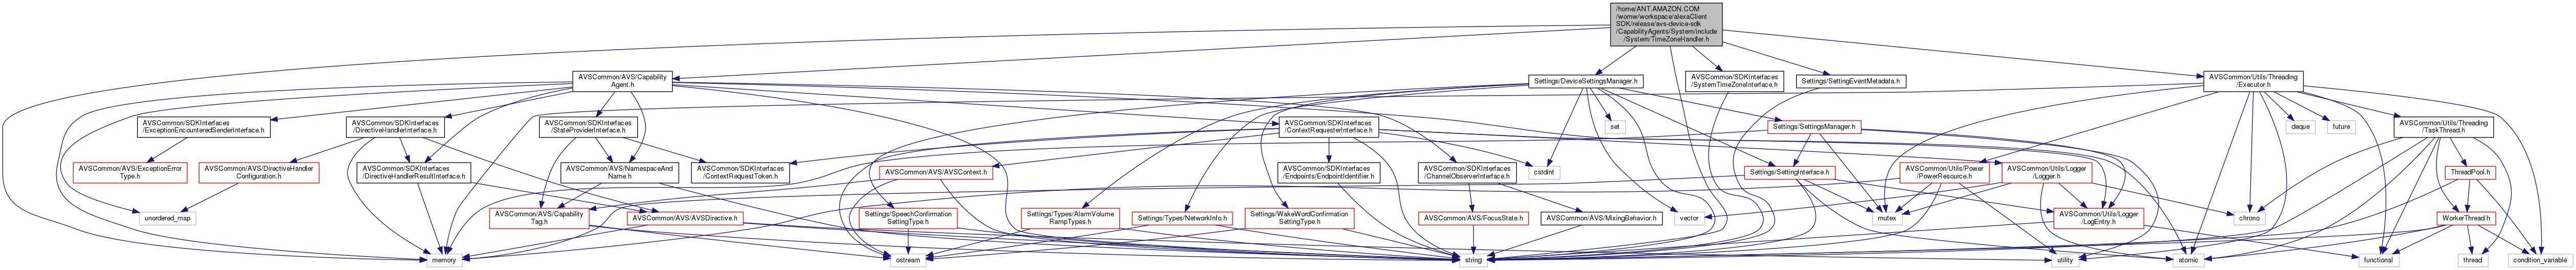 /home/ANT.AMAZON.COM
/womw/workspace/alexaClient
SDK/release/avs-device-sdk
/CapabilityAgents/System/include
/System/TimeZoneHandler.h
AVSCommon/AVS/Capability
Agent.h
Settings/DeviceSettingsManager.h
AVSCommon/SDKInterfaces
/SystemTimeZoneInterface.h
Settings/SettingEventMetadata.h
AVSCommon/Utils/Threading
/Executor.h
AVSCommon/SDKInterfaces
/ExceptionEncounteredSenderInterface.h
AVSCommon/SDKInterfaces
/DirectiveHandlerInterface.h
AVSCommon/SDKInterfaces
/StateProviderInterface.h
AVSCommon/SDKInterfaces
/ContextRequesterInterface.h
set
Settings/SettingsManager.h
deque
future
AVSCommon/Utils/Threading
/TaskThread.h
AVSCommon/AVS/ExceptionError
Type.h
AVSCommon/AVS/DirectiveHandler
Configuration.h
AVSCommon/SDKInterfaces
/DirectiveHandlerResultInterface.h
AVSCommon/AVS/NamespaceAnd
Name.h
AVSCommon/SDKInterfaces
/ContextRequestToken.h
cstdint
AVSCommon/AVS/AVSContext.h
AVSCommon/SDKInterfaces
/Endpoints/EndpointIdentifier.h
AVSCommon/SDKInterfaces
/ChannelObserverInterface.h
Settings/SettingInterface.h
AVSCommon/Utils/Power
/PowerResource.h
AVSCommon/Utils/Logger
/Logger.h
ThreadPool.h
unordered_map
AVSCommon/AVS/Capability
Tag.h
AVSCommon/AVS/AVSDirective.h
Settings/SpeechConfirmation
SettingType.h
Settings/Types/AlarmVolume
RampTypes.h
Settings/Types/NetworkInfo.h
Settings/WakeWordConfirmation
SettingType.h
AVSCommon/AVS/FocusState.h
AVSCommon/AVS/MixingBehavior.h
vector
mutex
AVSCommon/Utils/Logger
/LogEntry.h
chrono
WorkerThread.h
memory
ostream
string
utility
atomic
functional
thread
condition_variable